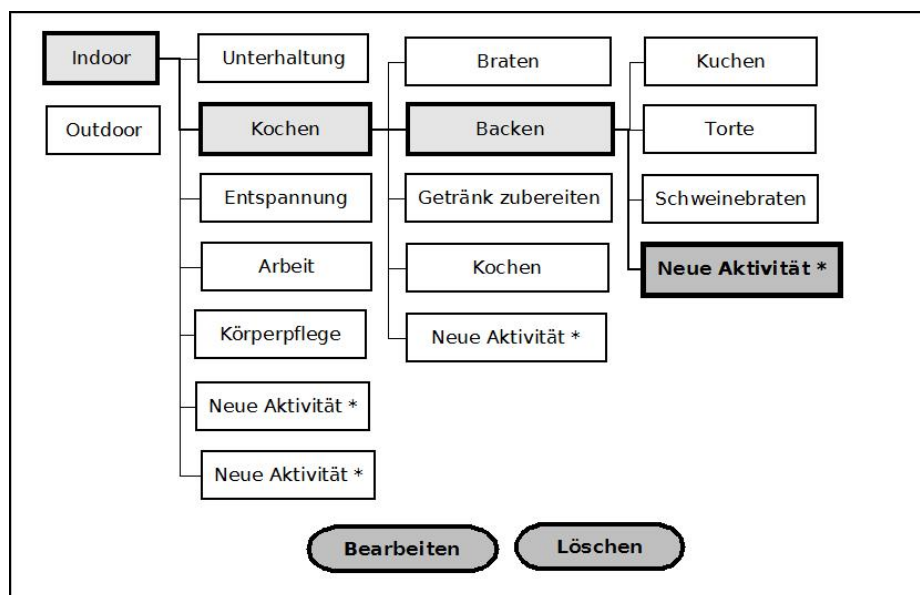 Indoor
Outdoor
Unterhaltung
Kochen
Entspannung
Arbeit
Körperpflege
Neue Aktivität *
Neue Aktivität *
Braten
Backen
Getränk zubereiten
Kochen
Neue Aktivität *
Kuchen
Torte
Schweinebraten
Neue Aktivität *
Bearbeiten
Löschen